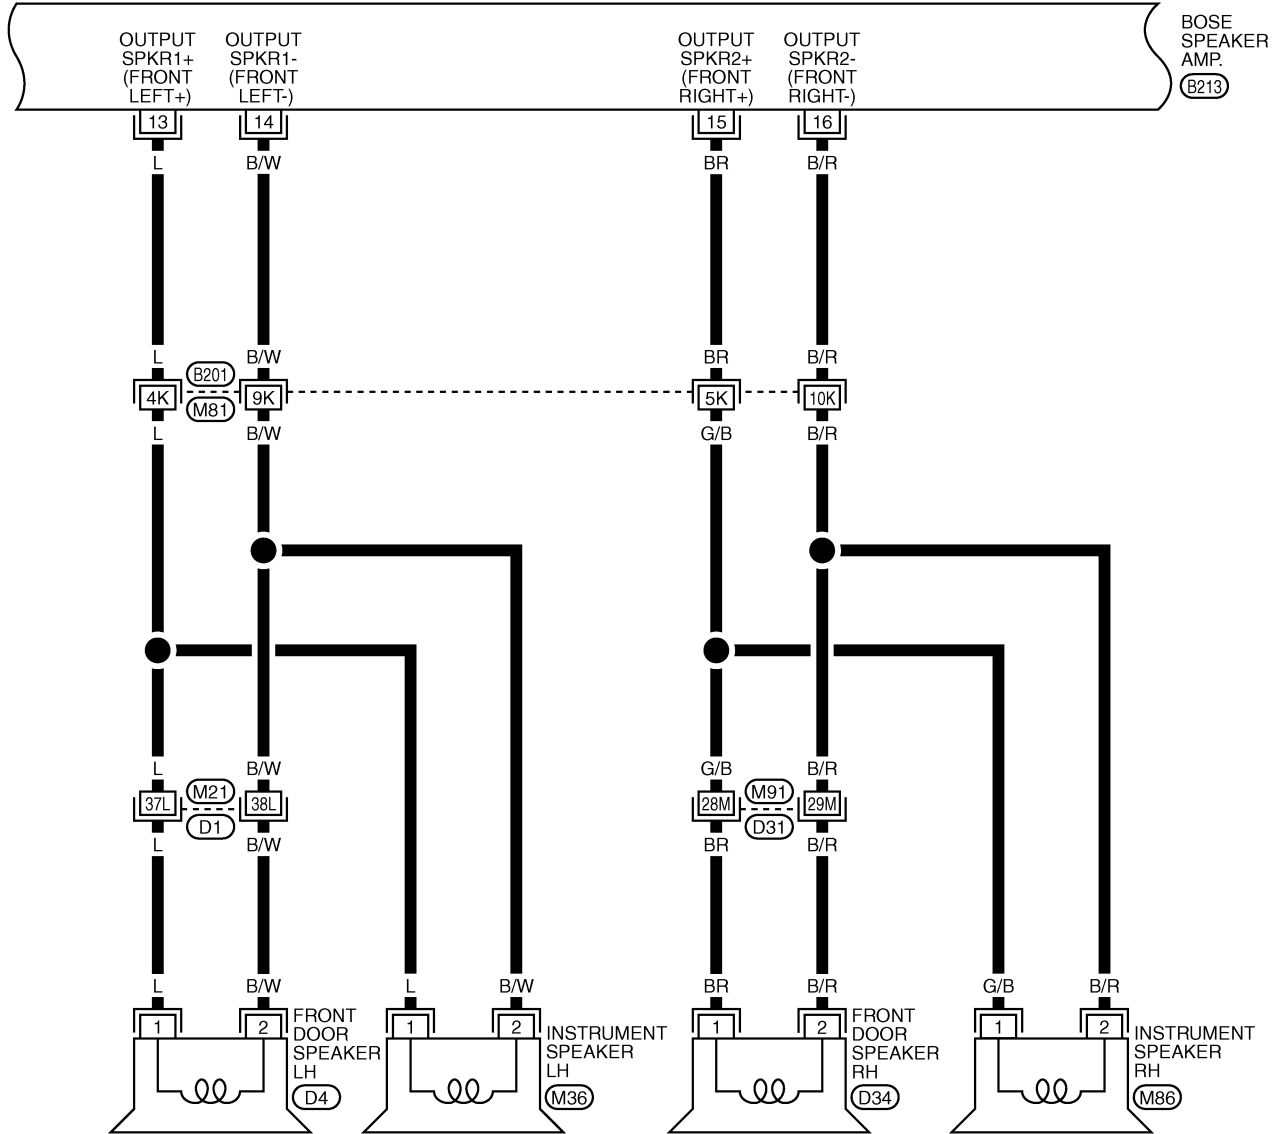 BOSE
SPEAKER
AMP.
B213
OUTPUT
SPKR1+
(FRONT
LEFT+)
OUTPUT
SPKR1-
(FRONT
LEFT-)
OUTPUT
SPKR2+
(FRONT
RIGHT+)
OUTPUT
SPKR2-
(FRONT
RIGHT-)
13
14
15
16
L
B/W
BR
B/R
L
B/W
BR
B/R
B201
4K
9K
5K
10K
M81
L
B/W
G/B
B/R
L
B/W
G/B
B/R
M21
M91
37L
38L
28M
29M
D1
D31
L
B/W
BR
B/R
L
B/W
L
B/W
BR
B/R
G/B
B/R
1
2
FRONT
DOOR
SPEAKER
LH
D4
1
2
INSTRUMENT
SPEAKER
LH
M36
1
2
FRONT
DOOR
SPEAKER
RH
D34
1
2
INSTRUMENT
SPEAKER
RH
M86